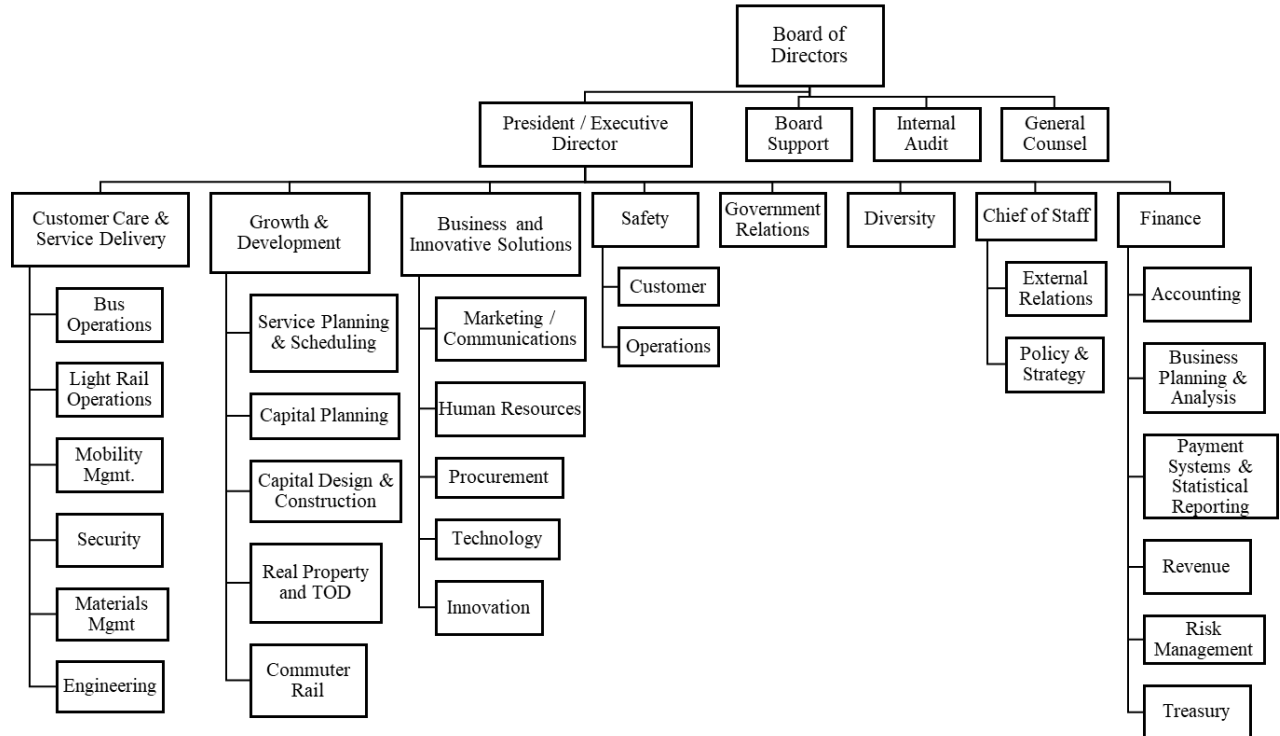 Board of
Directors
President / Executive
Director
Board
Support
Internal
Audit
General
Counsel
Customer Care &
Service Delivery
Growth &
Development
Business and
Innovative Solutions
Safety
Government
Relations
Diversity
Chief of Staff
Finance
Bus
Operations
Light Rail
Operations
Mobility
Mgmt.
Security
Materials
Mgmt
Engineering
Service Planning
& Scheduling
Capital Planning
Capital Design &
Construction
Real Property
and TOD
Commuter
Rail
Marketing /
Communications
Human Resources
Procurement
Technology
Innovation
Customer
Operations
External
Relations
Policy &
Strategy
Accounting
Business
Planning &
Analysis
Payment
Systems &
Statistical
Reporting
Revenue
Risk
Management
Treasury